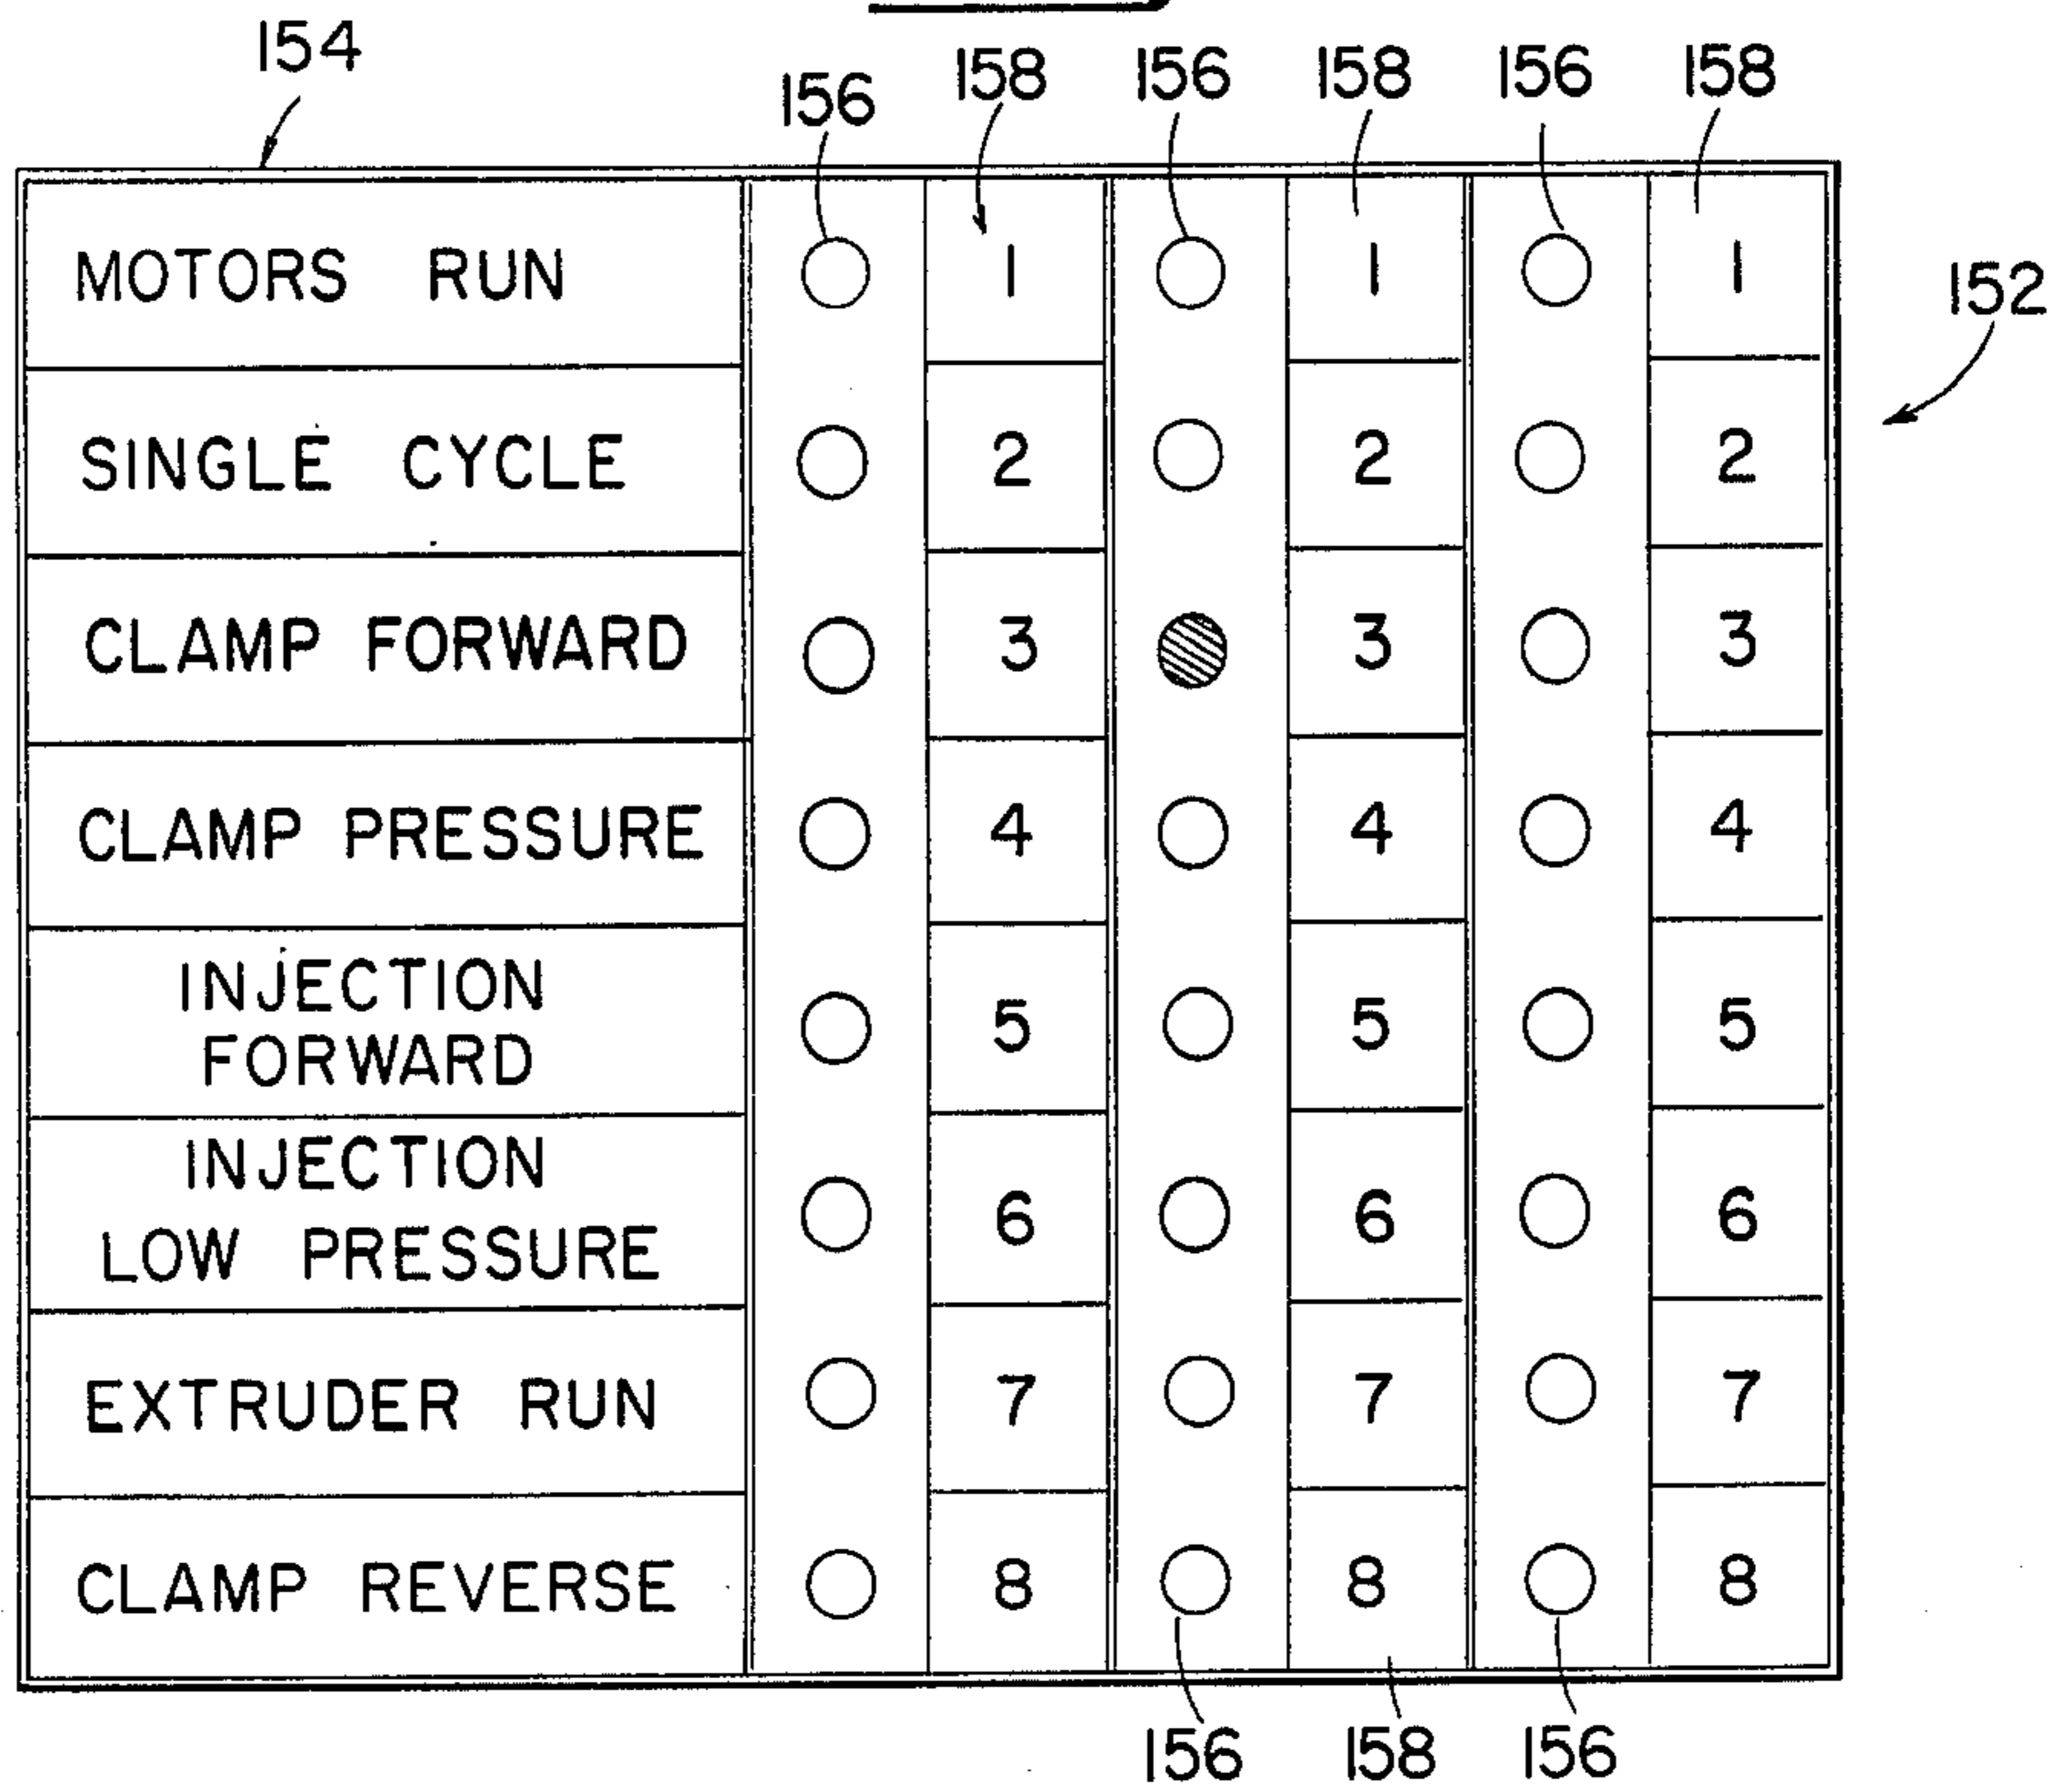 154
156 158 156 158 156 158
152
MOTORS RUN 1 1 1
SINGLE CYCLE 2 2 2
CLAMP FORWARD 3 3 3
CLAMP PRESSURE 4 4 4
INJECTION
FORWARD 5 5 5
INJECTION
LOW PRESSURE 6 6 6
EXTRUDER RUN 7 7 7
CLAMP REVERSE 8 8 8
156 158 156